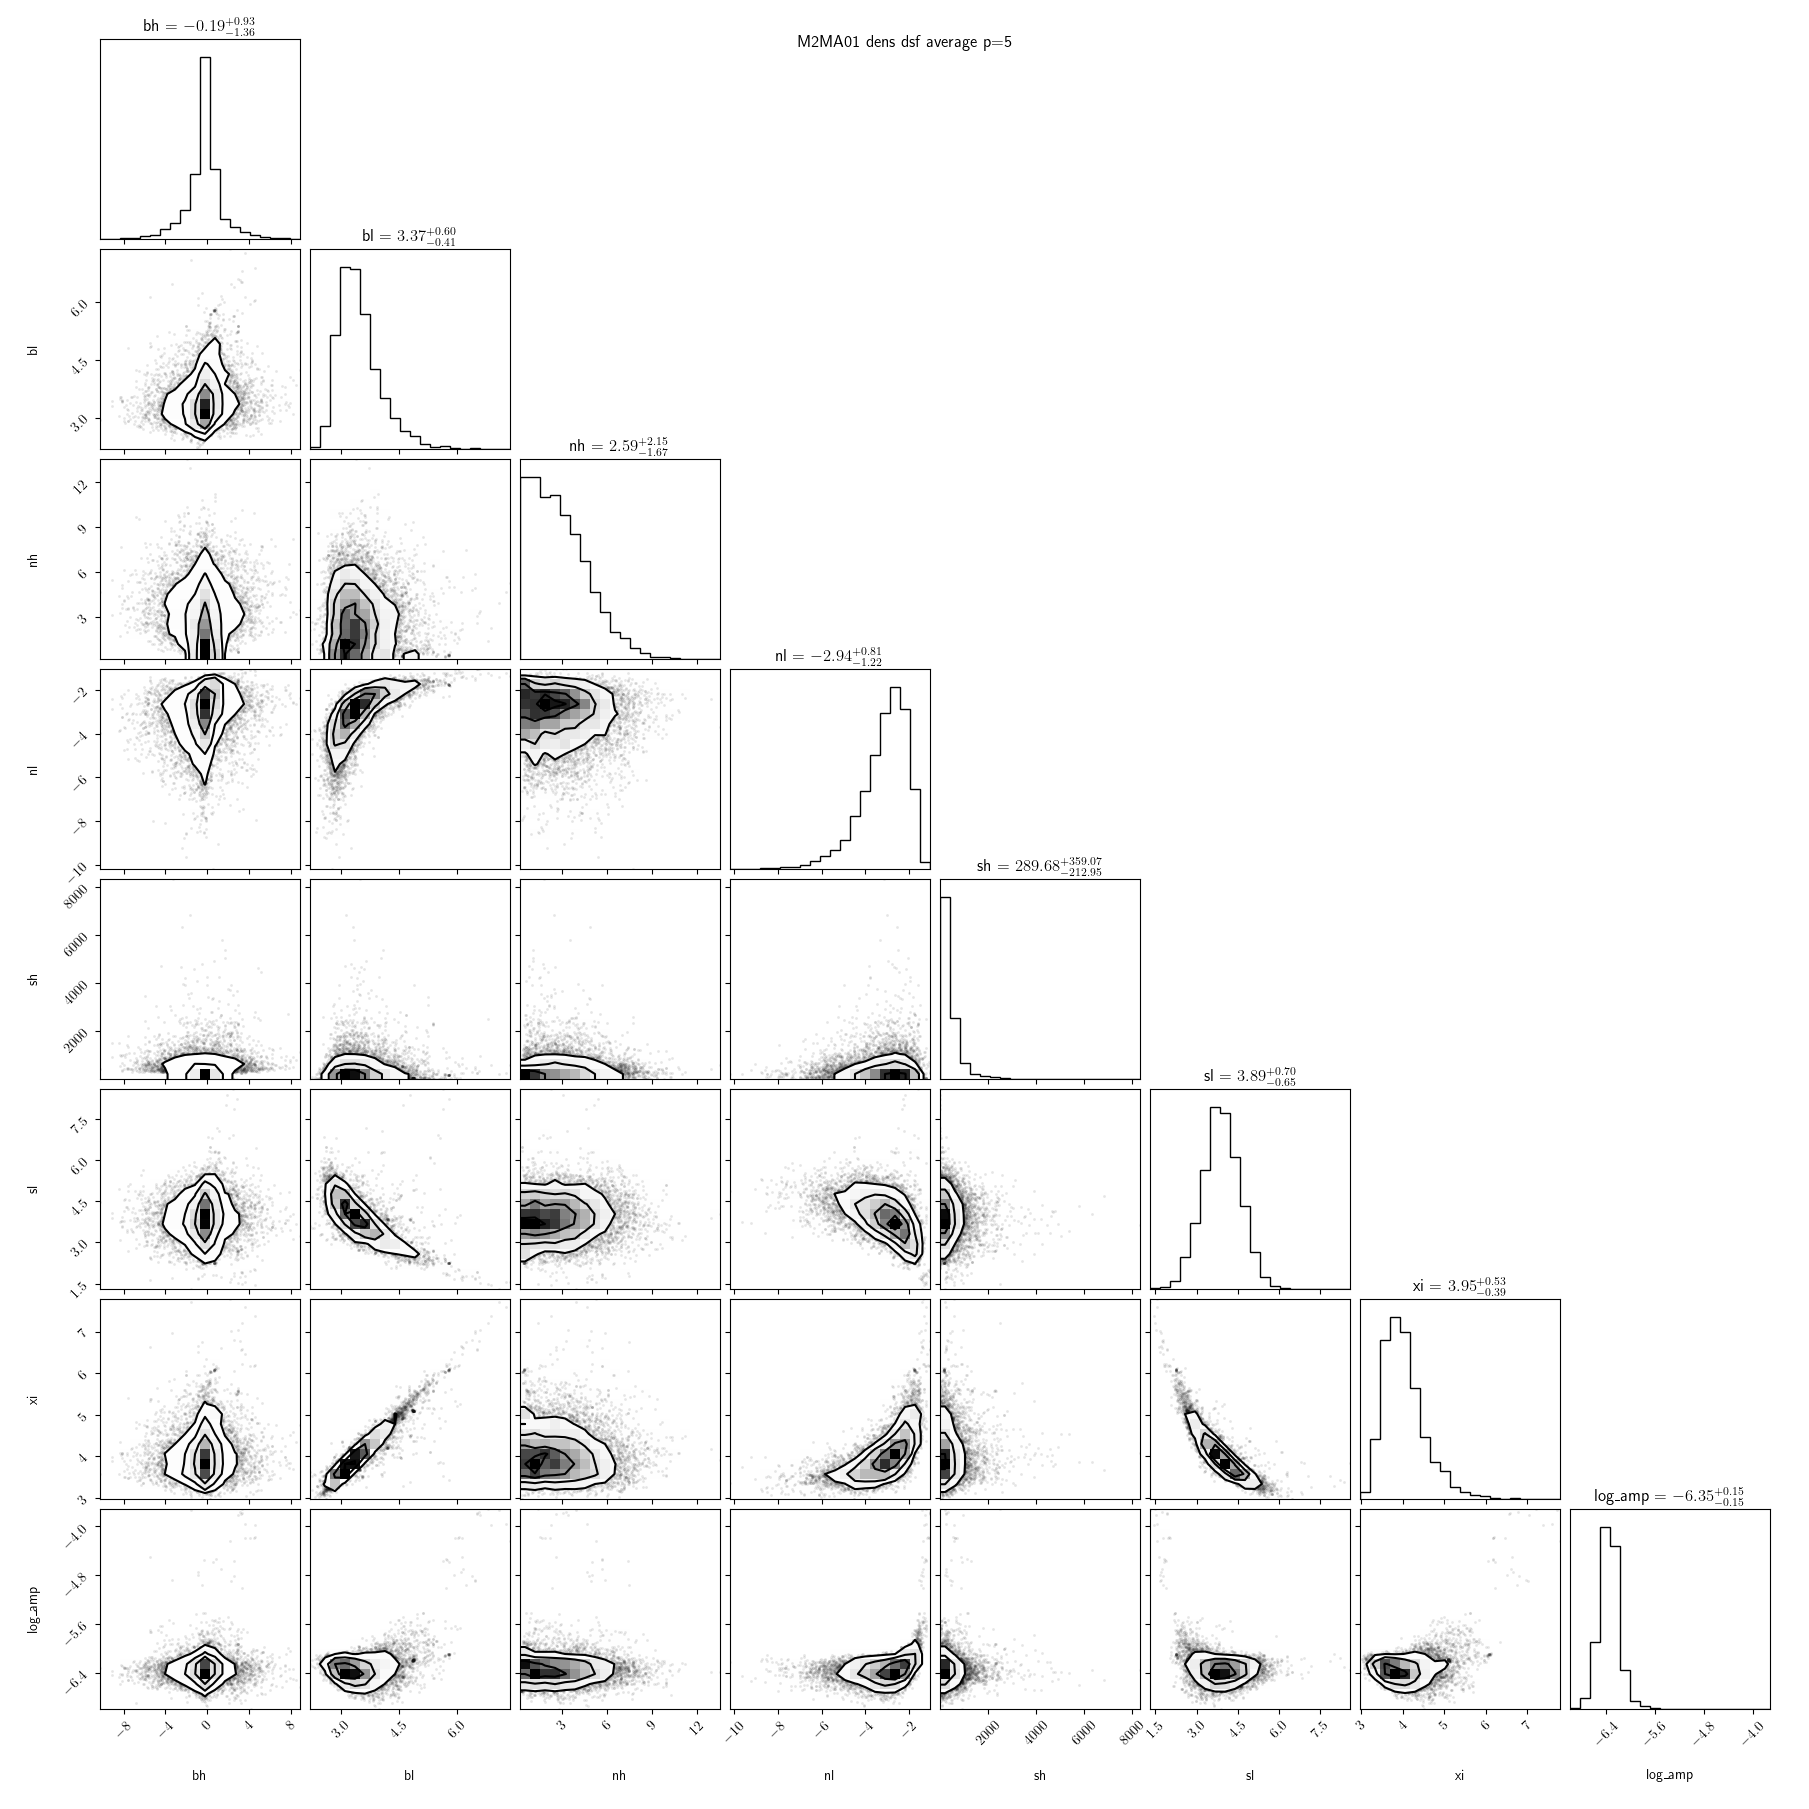 M2MA01 dens dsf average p=5
bh = −0.19+0.93−1.36
bl = 3.37+0.60−0.41
bl
6.0
4.5
3.0
nh = 2.59+2.15−1.67
nh
12
9
6
3
nl = −2.94+0.81−1.22
nl
−2
−4
−6
−8
−10
sh = 289.68+359.07−212.95
sh
8000
6000
4000
2000
sl = 3.89+0.70−0.65
sl
7.5
6.0
4.5
3.0
1.5
xi = 3.95+0.53−0.39
xi
7
6
5
4
3
log_amp = −6.35+0.15−0.15
log_amp
−4.0
−4.8
−5.6
−6.4
−8 −4 0 4 8 3.0 4.5 6.0 3 6 9 12 −10 −8 −6 −4 −2 2000 4000 6000 8000 1.5 3.0 4.5 6.0 7.5 3 4 5 6 7 −6.4 −5.6 −4.8 −4.0
bh bl nh nl sh sl xi log_amp